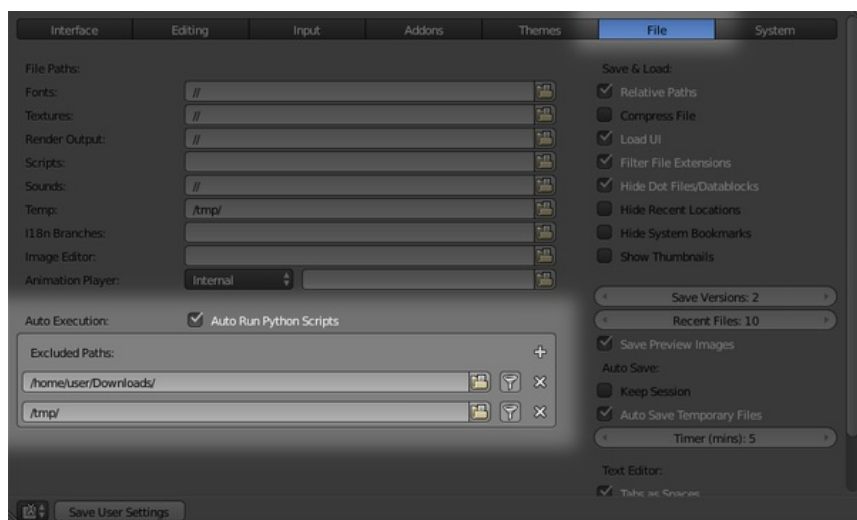 Interface Editing Input Addons Themes File System
File Paths:
Fonts: //
Textures: //
Render Output: //
Scripts:
Sounds: //
Temp: /tmp/
I18n Branches:
Image Editor:
Animation Player: Internal
Auto Execution: Auto Run Python Scripts
Excluded Paths:
/home/user/Downloads/
/tmp/
Save & Load:
Relative Paths
Compress File
Load UI
Filter File Extensions
Hide Dot Files/Datablocks
Hide Recent Locations
Hide System Bookmarks
Show Thumbnails
Save Versions: 2
Recent Files: 10
Save Preview Images
Auto Save:
Keep Session
Auto Save Temporary Files
Timer (mins): 5
Text Editor:
Tabs as Spaces
Save User Settings